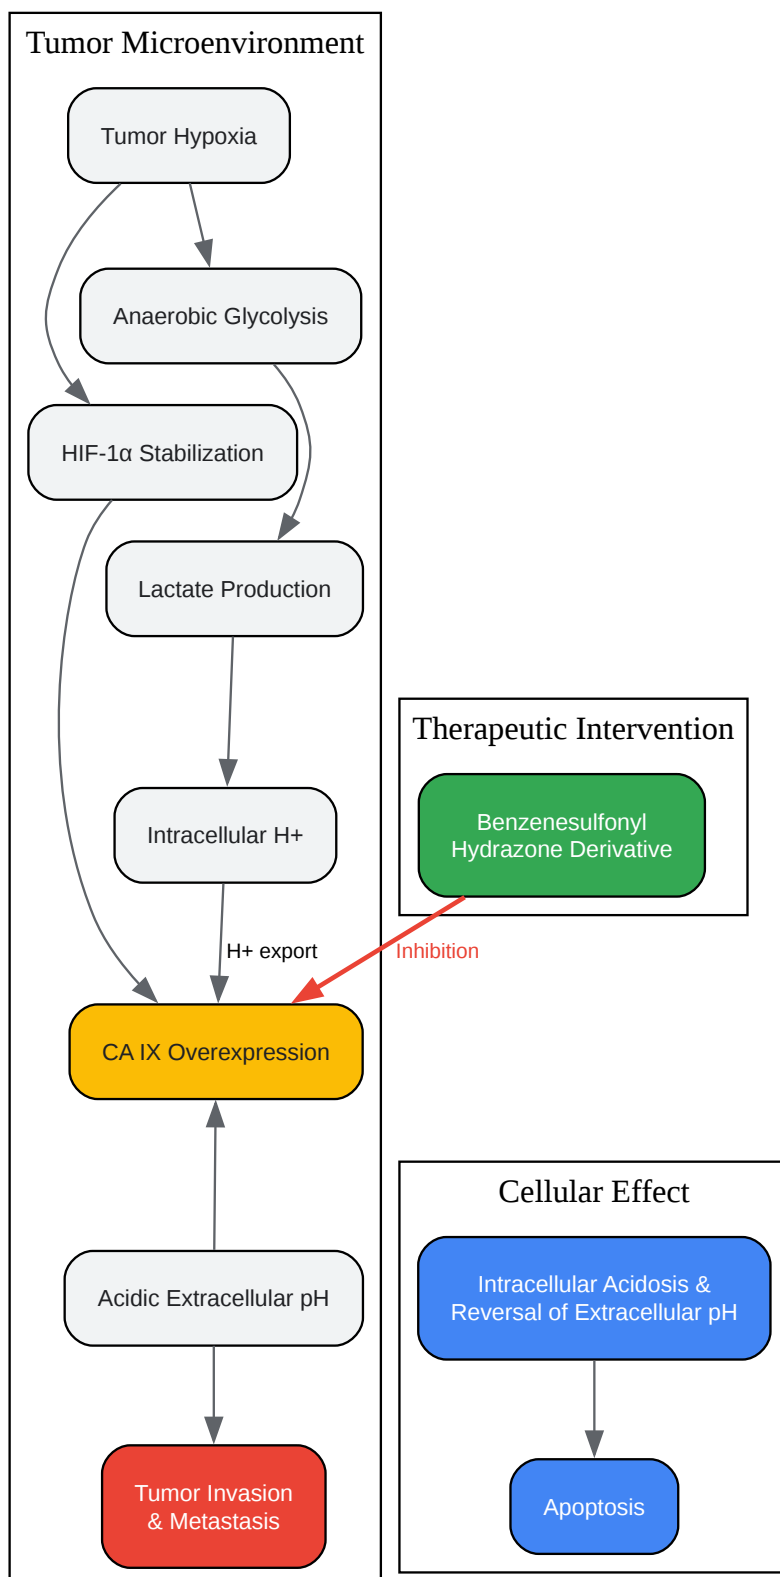 Tumor Microenvironment
Tumor Hypoxia
Anaerobic Glycolysis
HIF-1α Stabilization
Lactate Production
Therapeutic Intervention
Benzenesulfonyl
Hydrazone Derivative
Intracellular H+
H+ export
Inhibition
CA IX Overexpression
Cellular Effect
Intracellular Acidosis &
Reversal of Extracellular pH
Acidic Extracellular pH
Tumor Invasion
& Metastasis
Apoptosis